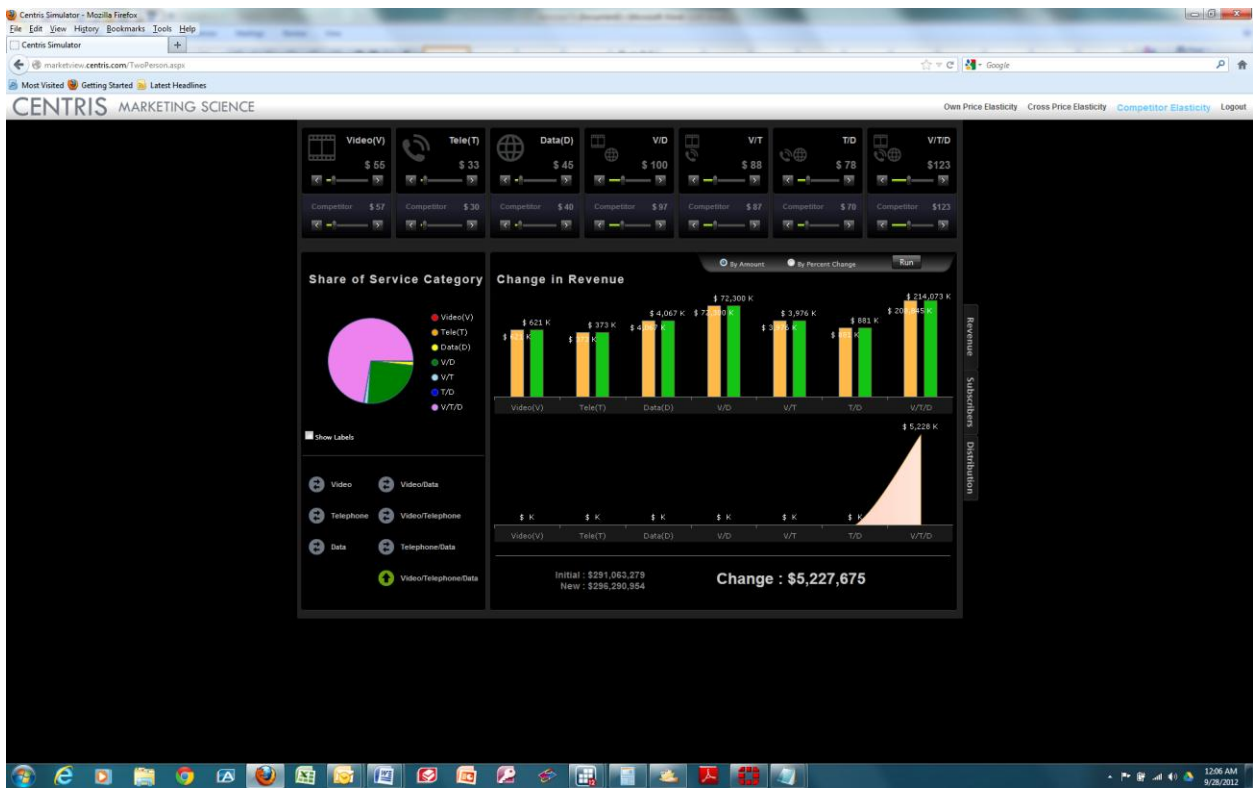 Centris Simulator - Mozilla Firefox
File Edit View History Bookmarks Tools Help
Centris Simulator
marketview.centris.com/TwoPerson.aspx
Google
Most Visited Getting Started Latest Headlines
CENTRIS MARKETING SCIENCE
Own Price Elasticity Cross Price Elasticity Competitor Elasticity Logout
Video(V) Tele(T) Data(D) V/D V/T T/D V/T/D
$ 55 $ 33 $ 45 $ 100 $ 88 $ 78 $123
Competitor $ 57 Competitor $ 30 Competitor $ 40 Competitor $ 97 Competitor $ 87 Competitor $ 70 Competitor $123
By Amount By Percent Change Run
Share of Service Category
Video(V)
Tele(T)
Data(D)
V/D
V/T
T/D
V/T/D
Show Labels
Video Video/Data
Telephone Video/Telephone
Data Telephone/Data
Video/Telephone/Data
Change in Revenue
$ 621 K $ 373 K $ 4,067 K $ 72,300 K $ 3,976 K $ 881 K $ 214,073 K
Video(V) Tele(T) Data(D) V/D V/T T/D V/T/D
$ 5,228 K
$ K $ K $ K $ K $ K $ K
Video(V) Tele(T) Data(D) V/D V/T T/D V/T/D
Initial : $291,063,279
New : $296,290,954
Change : $5,227,675
Revenue
Subscribers
Distribution
12:06 AM
9/28/2012